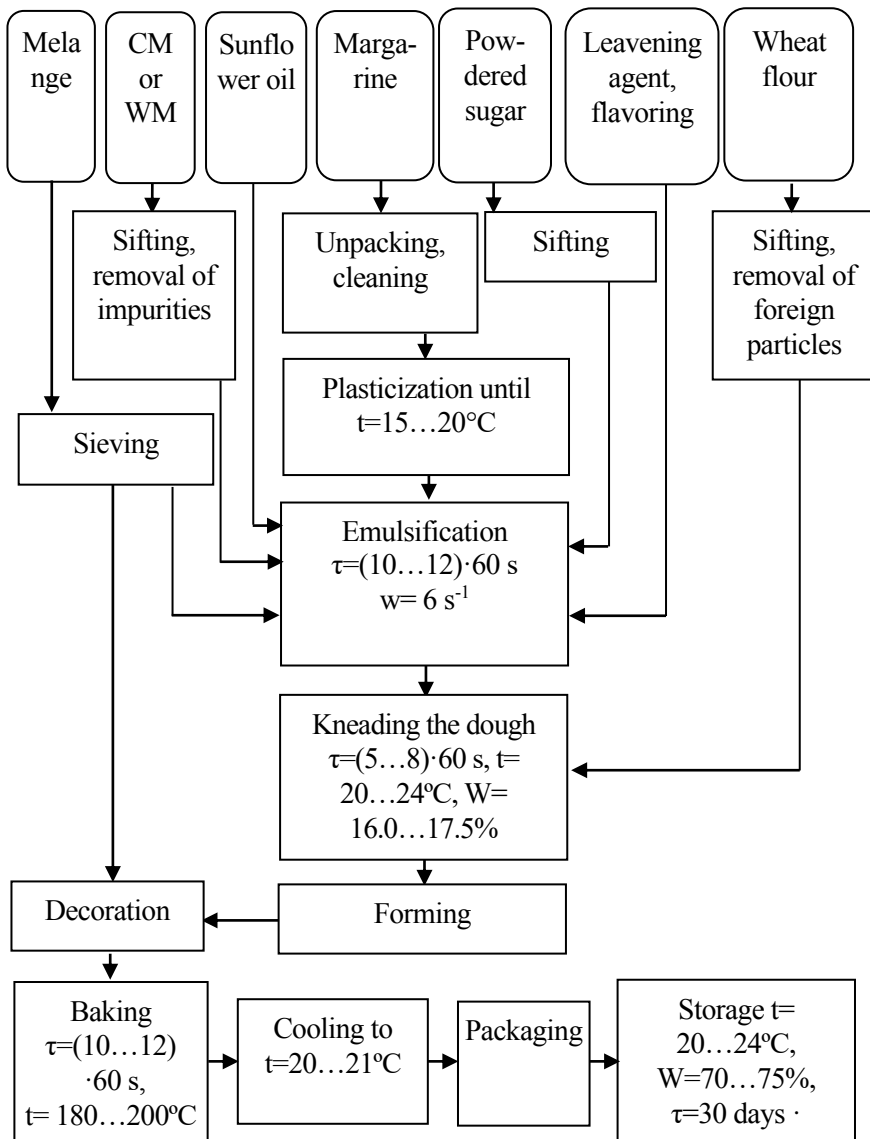 Mela
nge
CM
or
WM
Sunflo
wer oil
Marga-
rine
Pow-
dered
sugar
Leavening
agent,
flavoring
Wheat
flour
Sifting,
removal of
impurities
Unpacking,
cleaning
Sifting
Sifting,
removal of
foreign
particles
Plasticization until
t=15…20°C
Sieving
Emulsification
τ=(10…12)·60 s
w= 6 s⁻¹
Kneading the dough
τ=(5…8)·60 s, t=
20…24ºC, W=
16.0…17.5%
Decoration
Forming
Baking
τ=(10…12)
·60 s,
t= 180…200ºC
Cooling to
t=20…21ºC
Packaging
Storage t=
20…24ºC,
W=70…75%,
τ=30 days ·